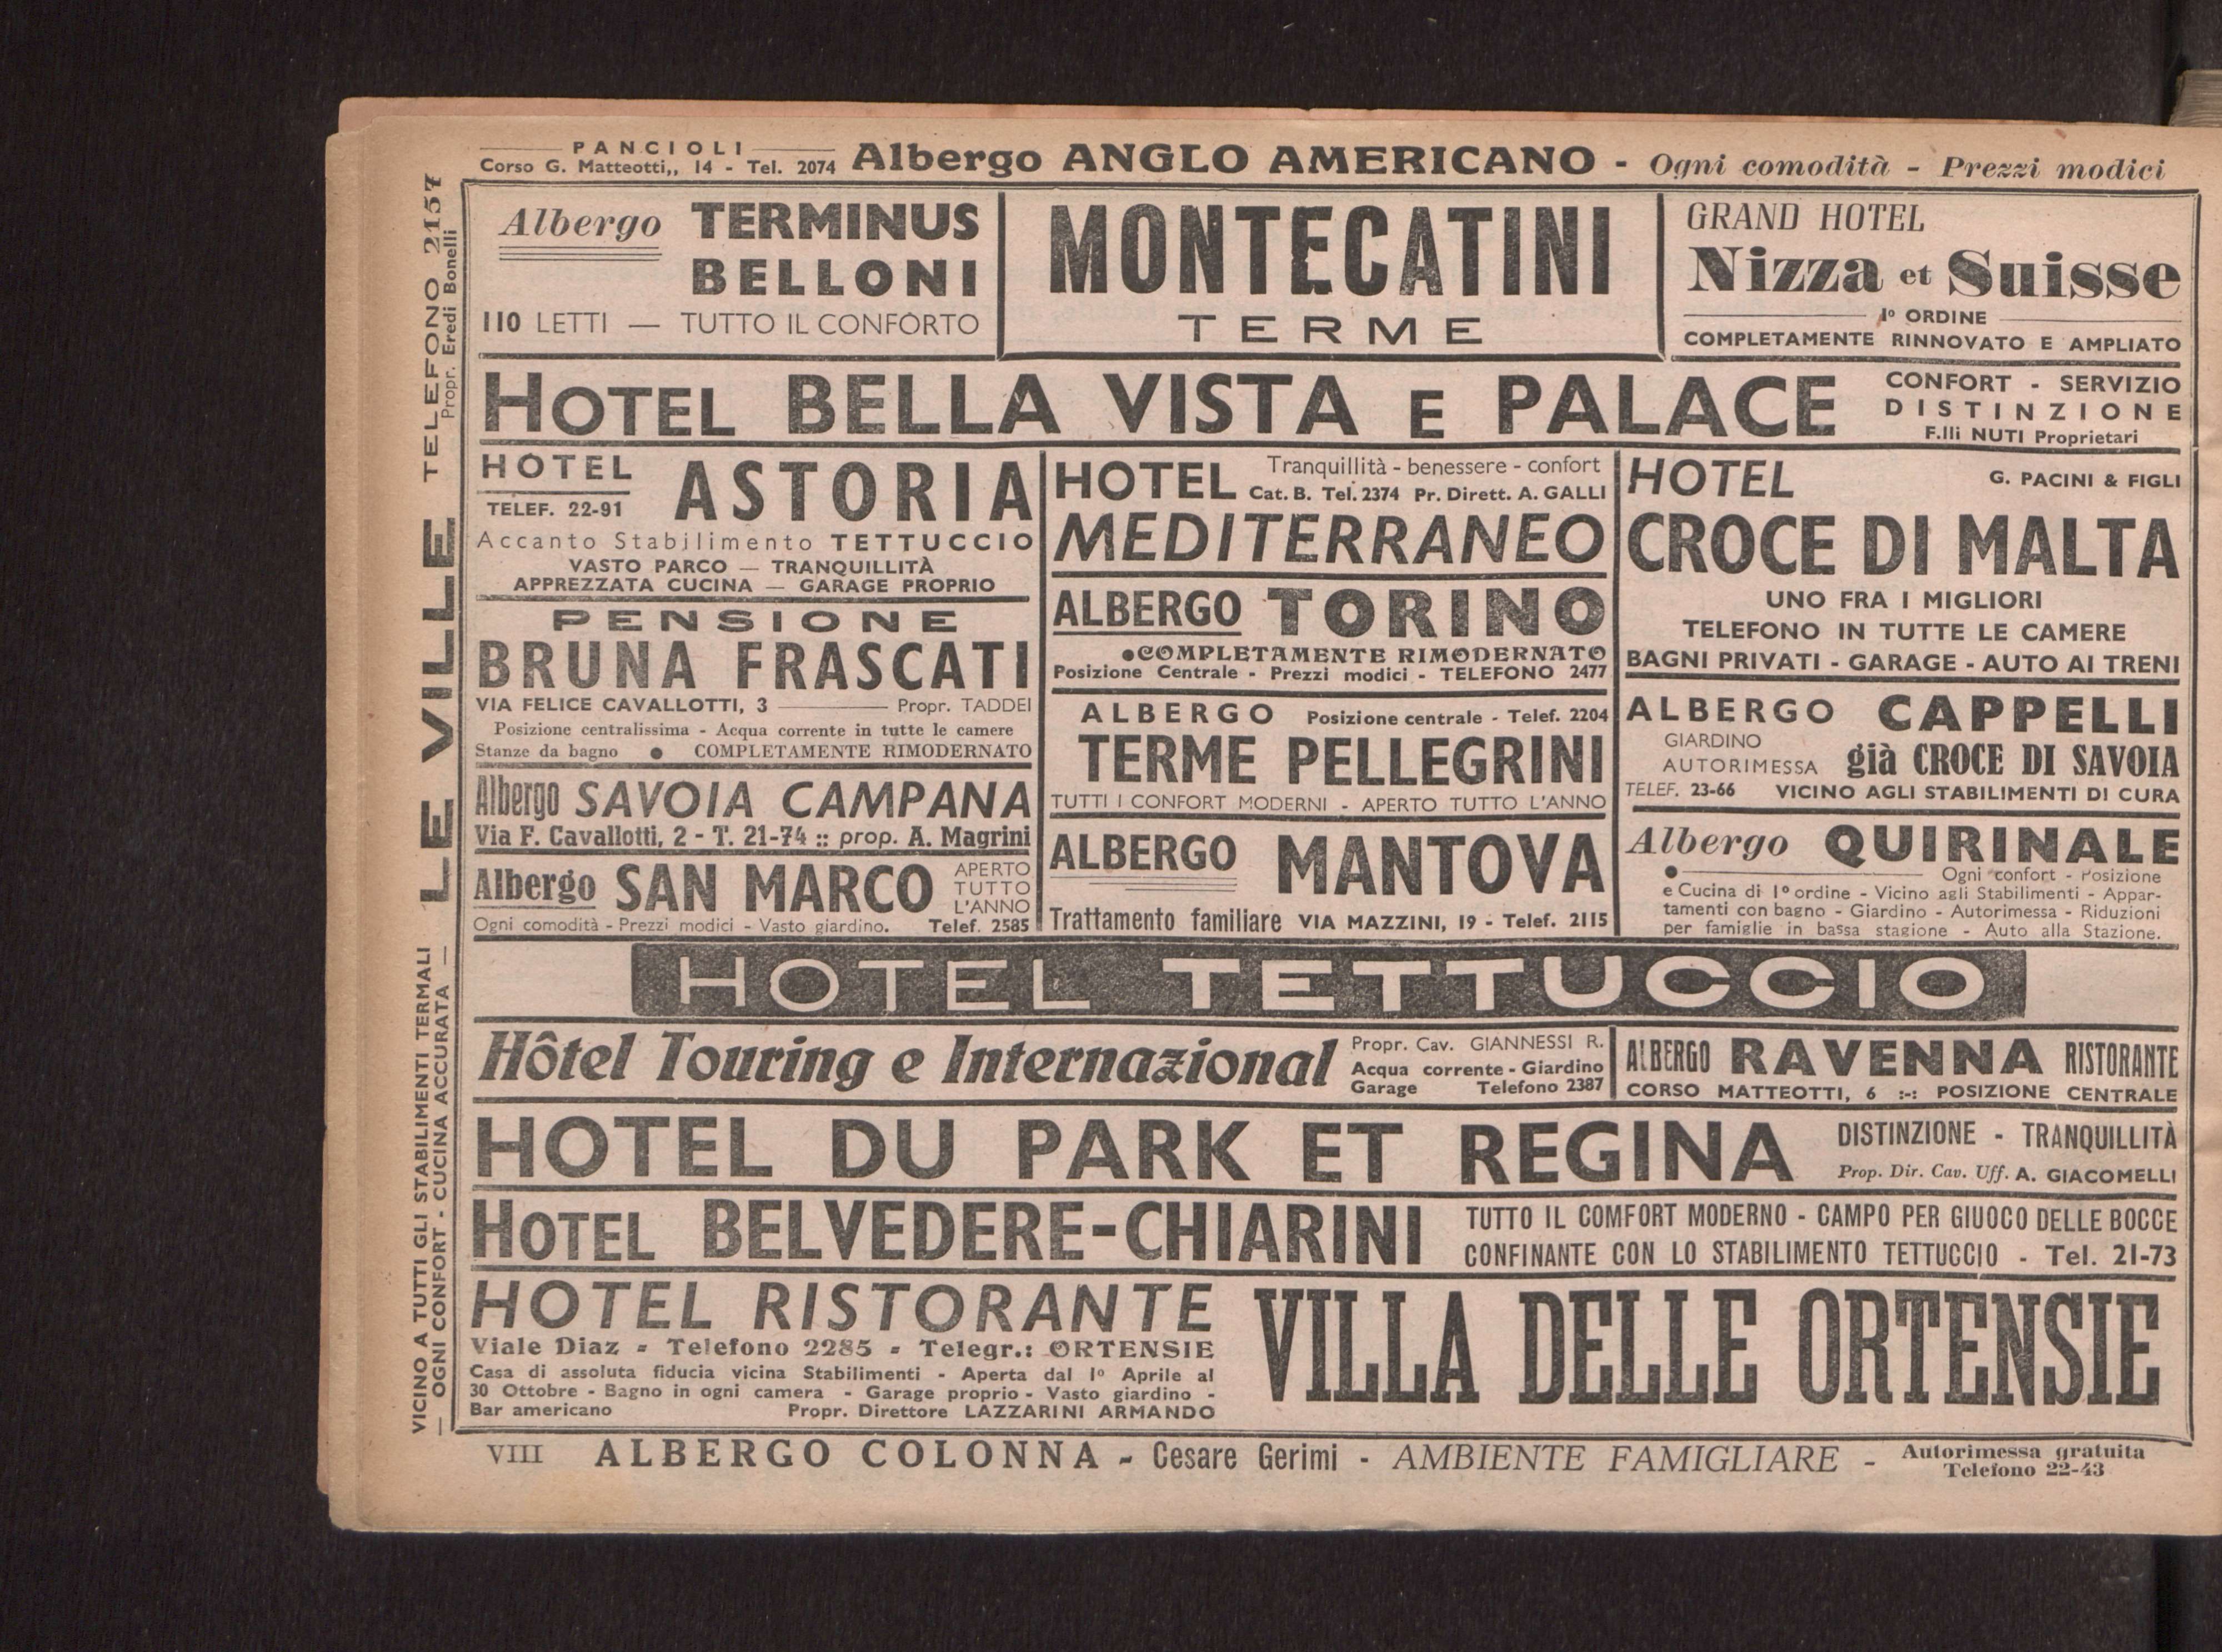 PANCIOLI
Corso G. Matteotti,, 14 - Tel. 2074
Albergo ANGLO AMERICANO - Ogni comodità - Prezzi modici
LE VILLE TELEFONO 2157
Propr. Eredi Bonelli
VICINO A TUTTI GLI STABILIMENTI TERMALI
— OGNI CONFORT - CUCINA ACCURATA —
Albergo TERMINUS
BELLONI
110 LETTI — TUTTO IL CONFORTO
MONTECATINI
TERME
GRAND HOTEL
Nizza et Suisse
1º ORDINE
COMPLETAMENTE RINNOVATO E AMPLIATO
HOTEL BELLA VISTA E PALACE
CONFORT - SERVIZIO
DISTINZIONE
F.lli NUTI Proprietari
HOTEL
TELEF. 22-91
ASTORIA
Accanto Stabilimento TETTUCCIO
VASTO PARCO — TRANQUILLITÀ
APPREZZATA CUCINA — GARAGE PROPRIO
PENSIONE
BRUNA FRASCATI
VIA FELICE CAVALLOTTI, 3 Propr. TADDEI
Posizione centralissima - Acqua corrente in tutte le camere
Stanze da bagno ● COMPLETAMENTE RIMODERNATO
Albergo SAVOIA CAMPANA
Via F. Cavallotti, 2 - T. 21-74 :: prop. A. Magrini
Albergo SAN MARCO
APERTO
TUTTO
L'ANNO
Ogni comodità - Prezzi modici - Vasto giardino. Telef. 2585
HOTEL
Tranquillità - benessere - confort
Cat. B. Tel. 2374 Pr. Dirett. A. GALLI
MEDITERRANEO
ALBERGO TORINO
●COMPLETAMENTE RIMODERNATO
Posizione Centrale - Prezzi modici - TELEFONO 2477
ALBERGO Posizione centrale - Telef. 2204
TERME PELLEGRINI
TUTTI I CONFORT MODERNI - APERTO TUTTO L'ANNO
ALBERGO MANTOVA
Trattamento familiare VIA MAZZINI, 19 - Telef. 2115
HOTEL G. PACINI & FIGLI
CROCE DI MALTA
UNO FRA I MIGLIORI
TELEFONO IN TUTTE LE CAMERE
BAGNI PRIVATI - GARAGE - AUTO AI TRENI
ALBERGO CAPPELLI
GIARDINO
AUTORIMESSA
già CROCE DI SAVOIA
TELEF. 23-66 VICINO AGLI STABILIMENTI DI CURA
Albergo QUIRINALE
● Ogni confort - Posizione
e Cucina di 1º ordine - Vicino agli Stabilimenti - Appar-
tamenti con bagno - Giardino - Autorimessa - Riduzioni
per famiglie in bassa stagione - Auto alla Stazione.
HOTEL TETTUCCIO
Hôtel Touring e Internazional
Propr. Cav. GIANNESSI R.
Acqua corrente - Giardino
Garage Telefono 2387
ALBERGO RAVENNA RISTORANTE
CORSO MATTEOTTI, 6 :-: POSIZIONE CENTRALE
HOTEL DU PARK ET REGINA
DISTINZIONE - TRANQUILLITÀ
Prop. Dir. Cav. Uff. A. GIACOMELLI
HOTEL BELVEDERE-CHIARINI
TUTTO IL COMFORT MODERNO - CAMPO PER GIUOCO DELLE BOCCE
CONFINANTE CON LO STABILIMENTO TETTUCCIO - Tel. 21-73
HOTEL RISTORANTE
Viale Diaz - Telefono 2285 - Telegr.: ORTENSIE
Casa di assoluta fiducia vicina Stabilimenti - Aperta dal 1º Aprile al
30 Ottobre - Bagno in ogni camera - Garage proprio - Vasto giardino -
Bar americano Propr. Direttore LAZZARINI ARMANDO
VILLA DELLE ORTENSIE
VIII ALBERGO COLONNA - Cesare Gerimi - AMBIENTE FAMIGLIARE -
Autorimessa gratuita
Telefono 22-43